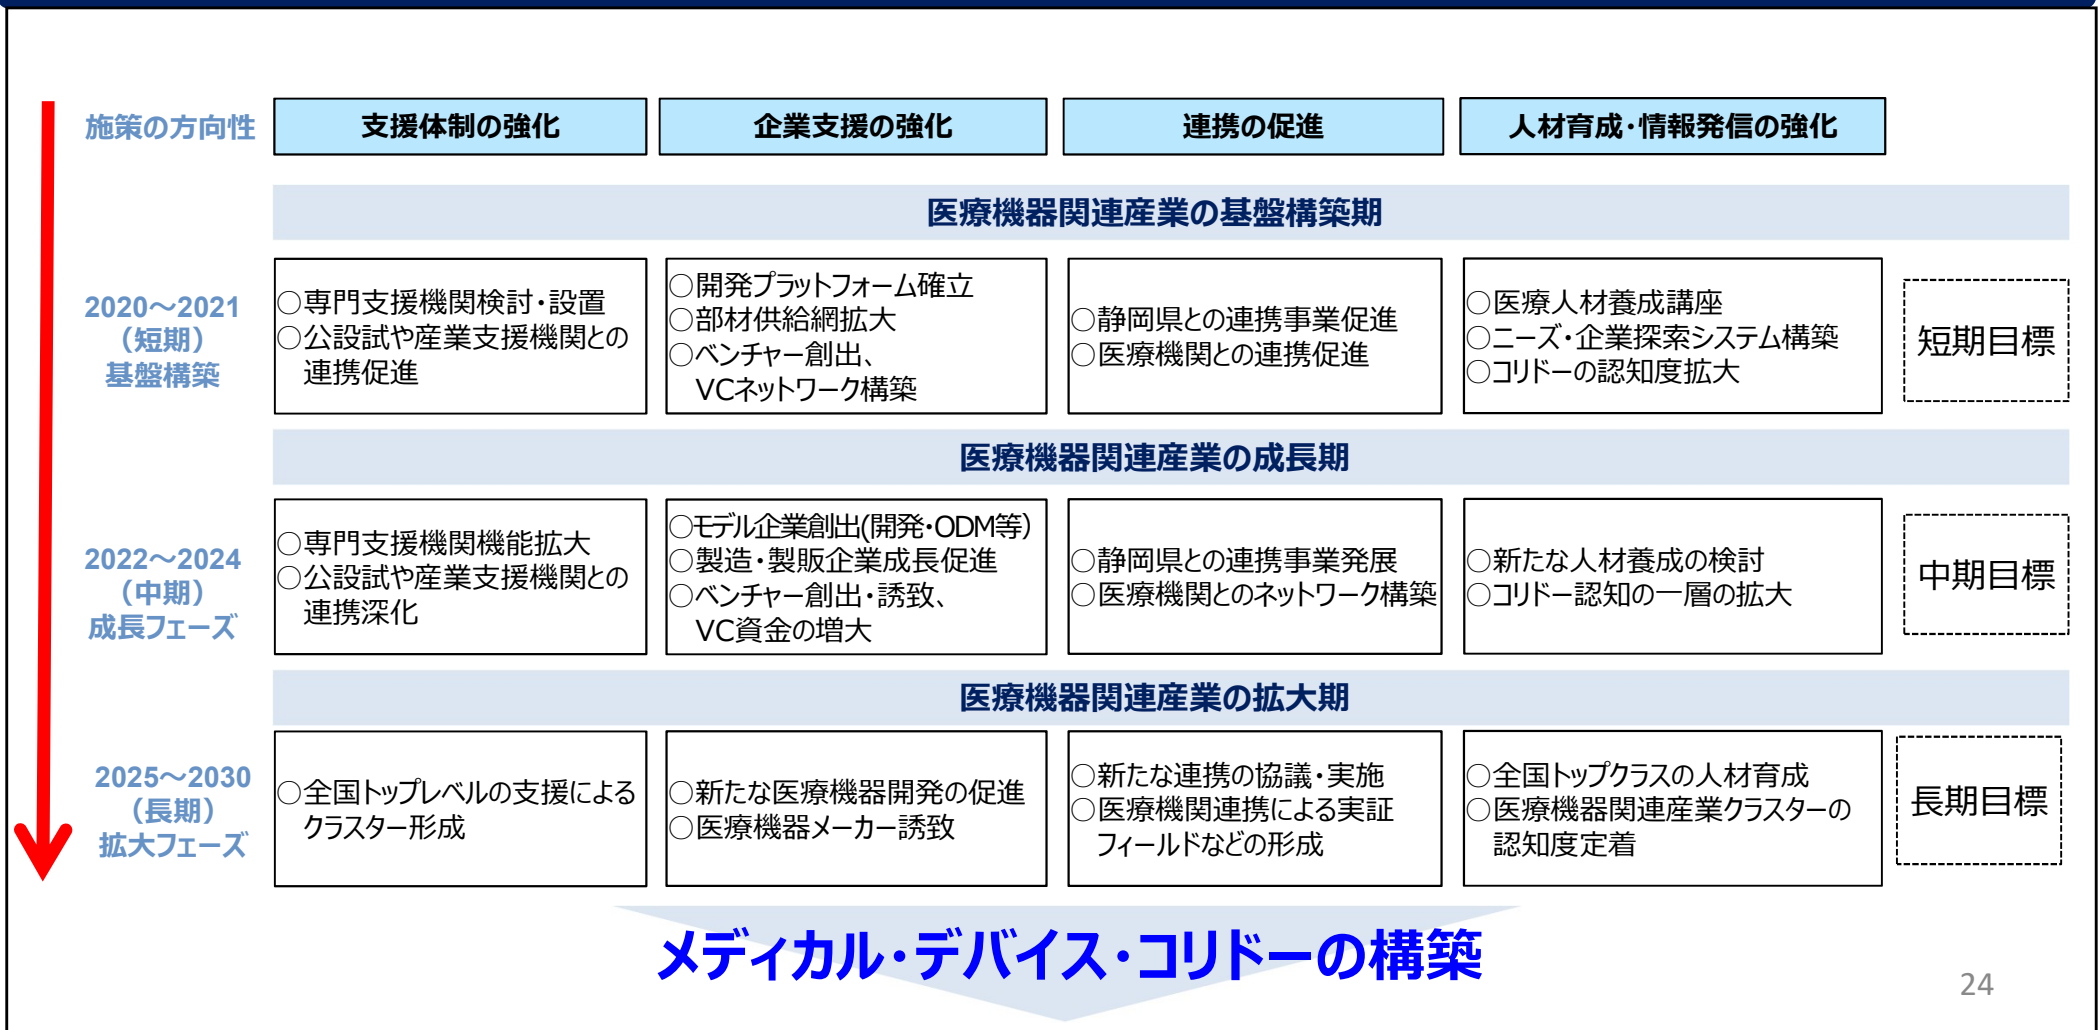 施策の方向性
支援体制の強化
企業支援の強化
連携の促進
人材育成・情報発信の強化
医療機器関連産業の基盤構築期
2020～2021
（短期）
基盤構築
○専門支援機関検討・設置
○公設試や産業支援機関との
連携促進
○開発プラットフォーム確立
○部材供給網拡大
○ベンチャー創出、
VCネットワーク構築
○静岡県との連携事業促進
○医療機関との連携促進
○医療人材養成講座
○ニーズ・企業探索システム構築
○コリドーの認知度拡大
短期目標
医療機器関連産業の成長期
2022～2024
（中期）
成長フェーズ
○専門支援機関機能拡大
○公設試や産業支援機関との
連携深化
○モデル企業創出(開発・ODM等)
○製造・製販企業成長促進
○ベンチャー創出・誘致、
VC資金の増大
○静岡県との連携事業発展
○医療機関とのネットワーク構築
○新たな人材養成の検討
○コリドー認知の一層の拡大
中期目標
医療機器関連産業の拡大期
2025～2030
（長期）
拡大フェーズ
○全国トップレベルの支援による
クラスター形成
○新たな医療機器開発の促進
○医療機器メーカー誘致
○新たな連携の協議・実施
○医療機関連携による実証
フィールドなどの形成
○全国トップクラスの人材育成
○医療機器関連産業クラスターの
認知度定着
長期目標
メディカル・デバイス・コリドーの構築
24